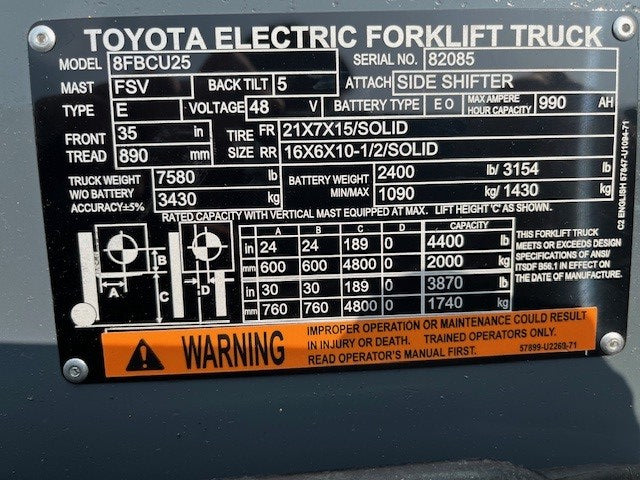 TOYOTA ELECTRIC FORKLIFT TRUCK
MODEL 8FBCU25 SERIAL NO. 82085
MAST FSV BACK TILT 5 ATTACH SIDE SHIFTER
TYPE E VOLTAGE 48 V BATTERY TYPE E O MAX AMPERE HOUR CAPACITY 990 AH
FRONT 35 in TIRE FR 21X7X15/SOLID
TREAD 890 mm SIZE RR 16X6X10-1/2/SOLID
TRUCK WEIGHT 7580 lb BATTERY WEIGHT 2400 lb/ 3154
W/O BATTERY 3430 kg MIN/MAX 1090 kg/ 1430
ACCURACY±5%
RATED CAPACITY WITH VERTICAL MAST EQUIPPED AT MAX. LIFT HEIGHT 'C' AS SHOWN.
A B C D CAPACITY
in 24 24 189 0 4400 lb
mm 600 600 4800 0 2000 kg
in 30 30 189 0 3870 lb
mm 760 760 4800 0 1740 kg
A B C D
THIS FORKLIFT TRUCK
MEETS OR EXCEEDS DESIGN
SPECIFICATIONS OF ANSI/
ITSDF B56.1 IN EFFECT ON
THE DATE OF MANUFACTURE.
C2 ENGLISH 57847-U1094-71
WARNING
IMPROPER OPERATION OR MAINTENANCE COULD RESULT
IN INJURY OR DEATH. TRAINED OPERATORS ONLY.
READ OPERATOR'S MANUAL FIRST.
57899-U2269-71